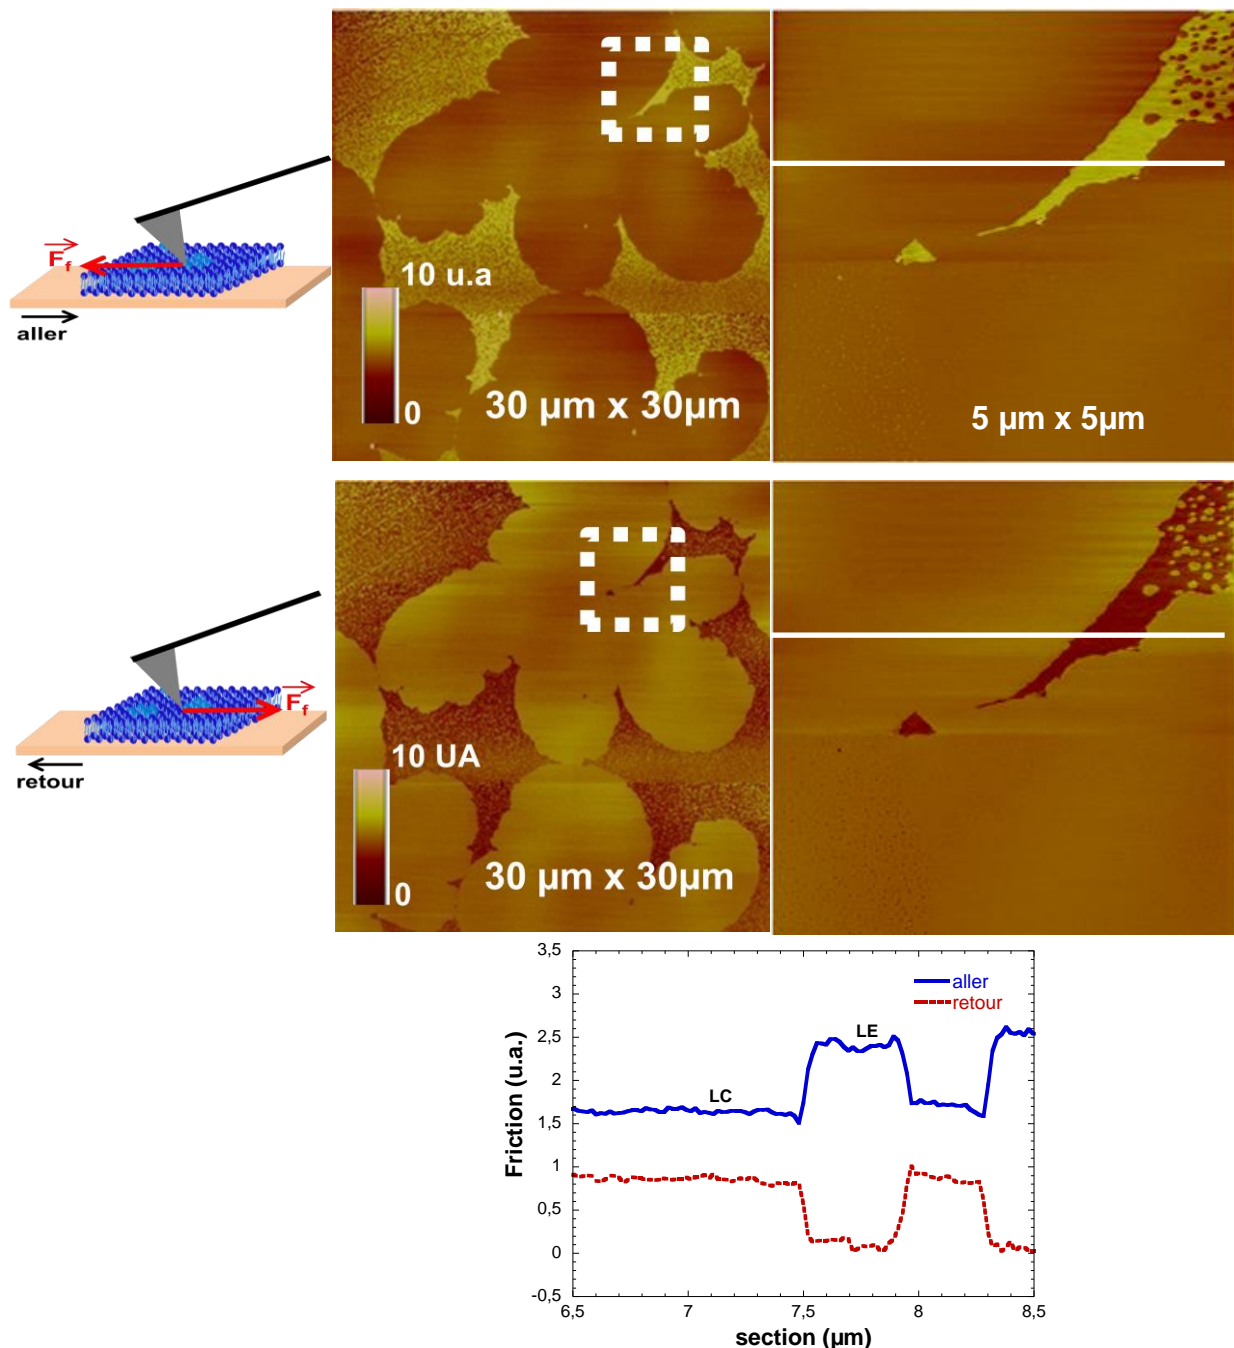 10 u.a
0
30 µm x 30µm
5 µm x 5µm
F_f
aller
10 UA
0
30 µm x 30µm
F_f
retour
3,5
3
2,5
2
1,5
1
0,5
0
-0,5
Friction (u.a.)
aller
retour
LE
LC
6,5 7 7,5 8 8,5
section (µm)